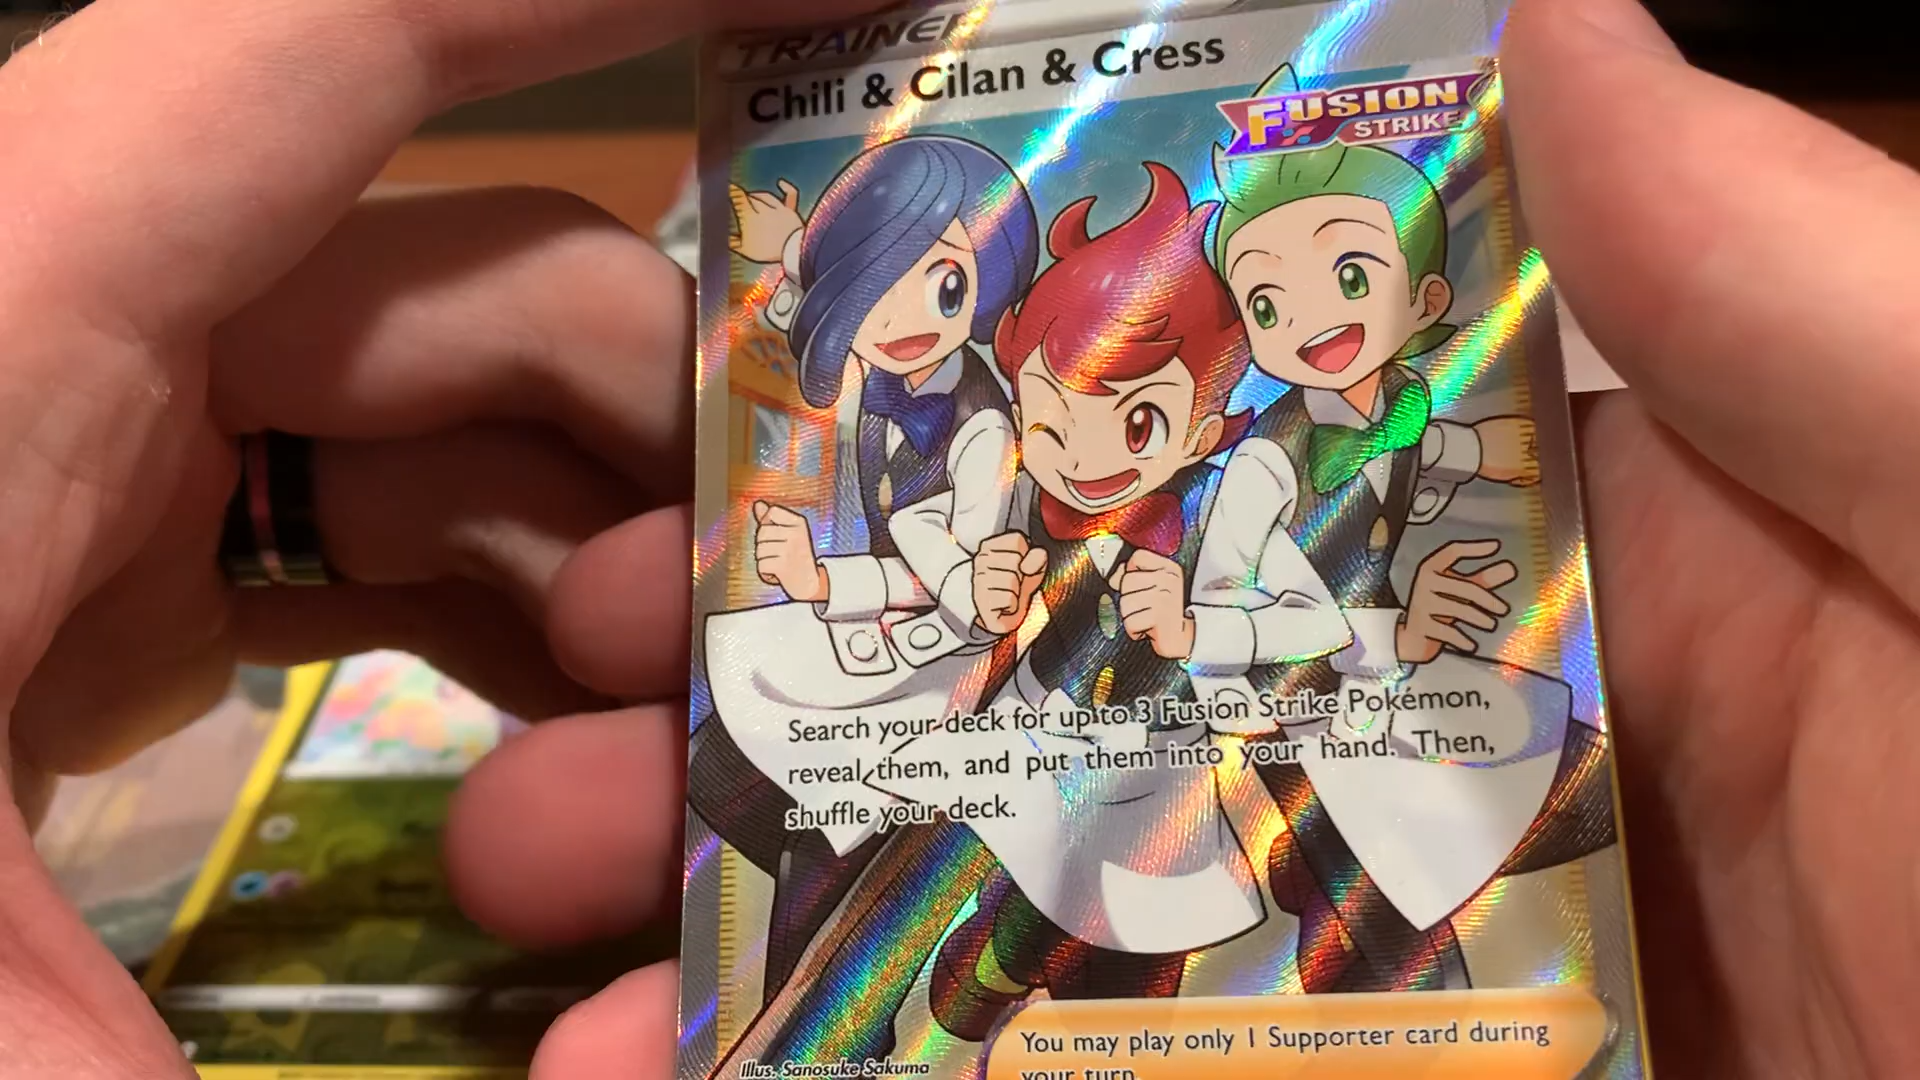 TRAINER
Chili & Cilan & Cress
FUSION
STRIKE
Search your deck for up to 3 Fusion Strike Pokémon,
reveal them, and put them into your hand. Then,
shuffle your deck.
You may play only 1 Supporter card during
your turn.
Illus. Sanosuke Sakuma